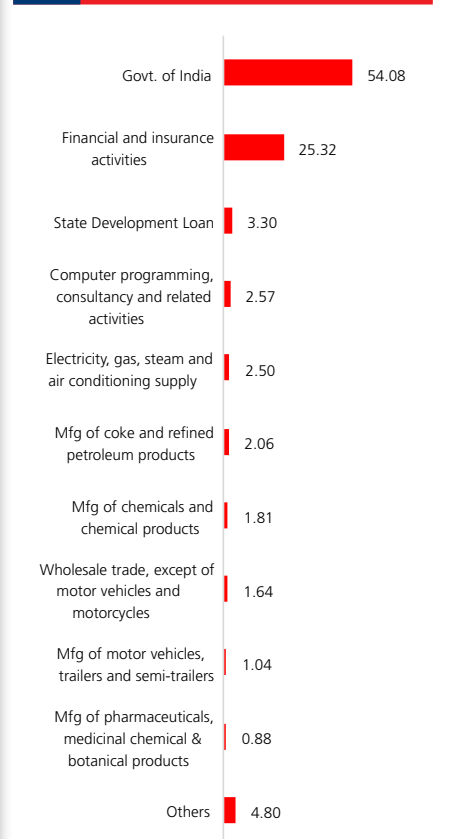 Govt. of India 54.08
Financial and insurance
activities 25.32
State Development Loan 3.30
Computer programming,
consultancy and related 2.57
activities
Electricity, gas, steam and
air conditioning supply 2.50
Mfg of coke and refined
petroleum products 2.06
Mfg of chemicals and
chemical products 1.81
Wholesale trade, except of
motor vehicles and 1.64
motorcycles
Mfg of motor vehicles,
trailers and semi-trailers 1.04
Mfg of pharmaceuticals,
medicinal chemical & 0.88
botanical products
Others 4.80